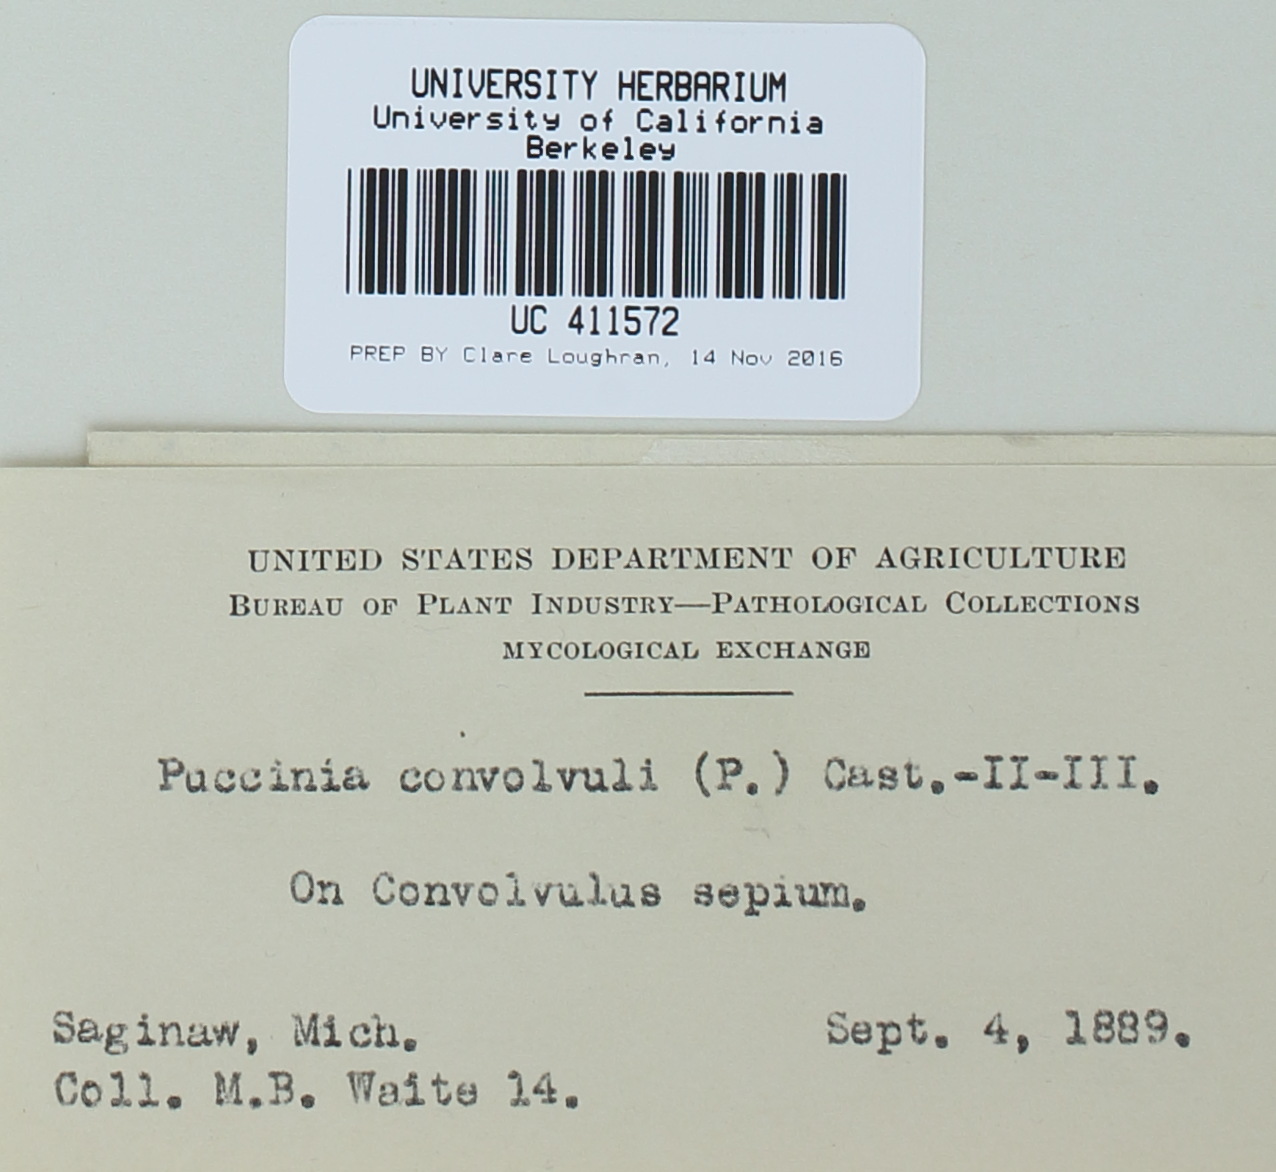 UNIVERSITY HERBARIUM
University of California
Berkeley
UC 411572
PREP BY Clare Loughran, 14 Nov 2016
UNITED STATES DEPARTMENT OF AGRICULTURE
BUREAU OF PLANT INDUSTRY—PATHOLOGICAL COLLECTIONS
MYCOLOGICAL EXCHANGE
Puccinia convolvuli (P.) Cast.-II-III.
On Convolvulus sepium.
Saginaw, Mich. Sept. 4, 1889.
Coll. M.B. Waite 14.